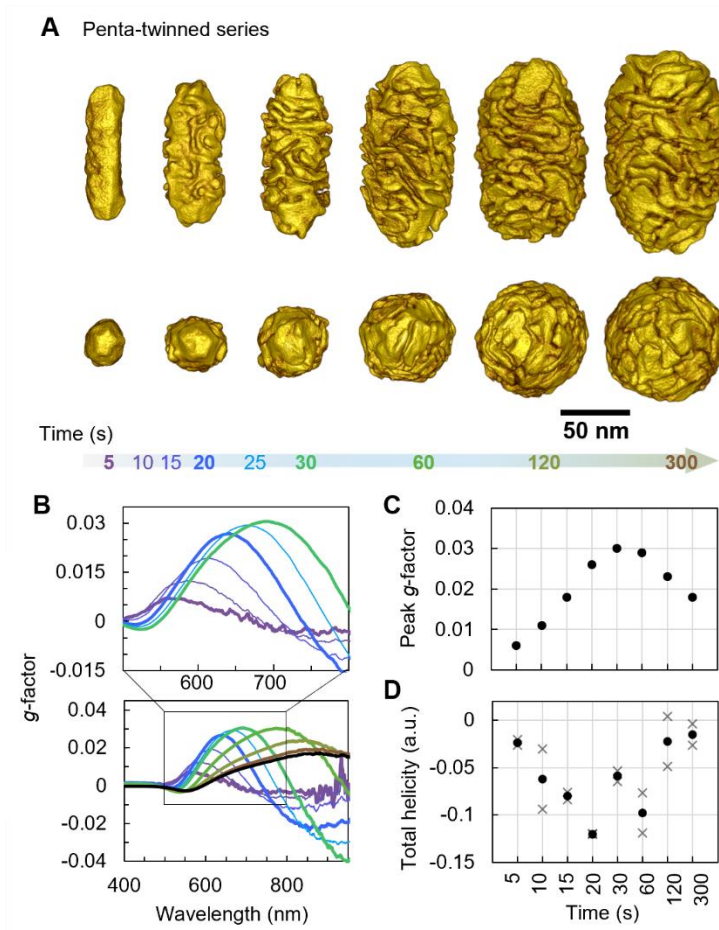 A Penta-twinned series
50 nm
Time (s)
5 10 15 20 25 30 60 120 300
B
0.03
0.015
0
-0.015
600 700
g-factor
0.04
0.02
0
-0.02
-0.04
400 500 600 700 800 900
Wavelength (nm)
C
Peak g-factor
0.04
0.03
0.02
0.01
0
D
Total helicity (a.u.)
0
-0.05
-0.1
-0.15
5 10 15 20 30 60 120 300
Time (s)